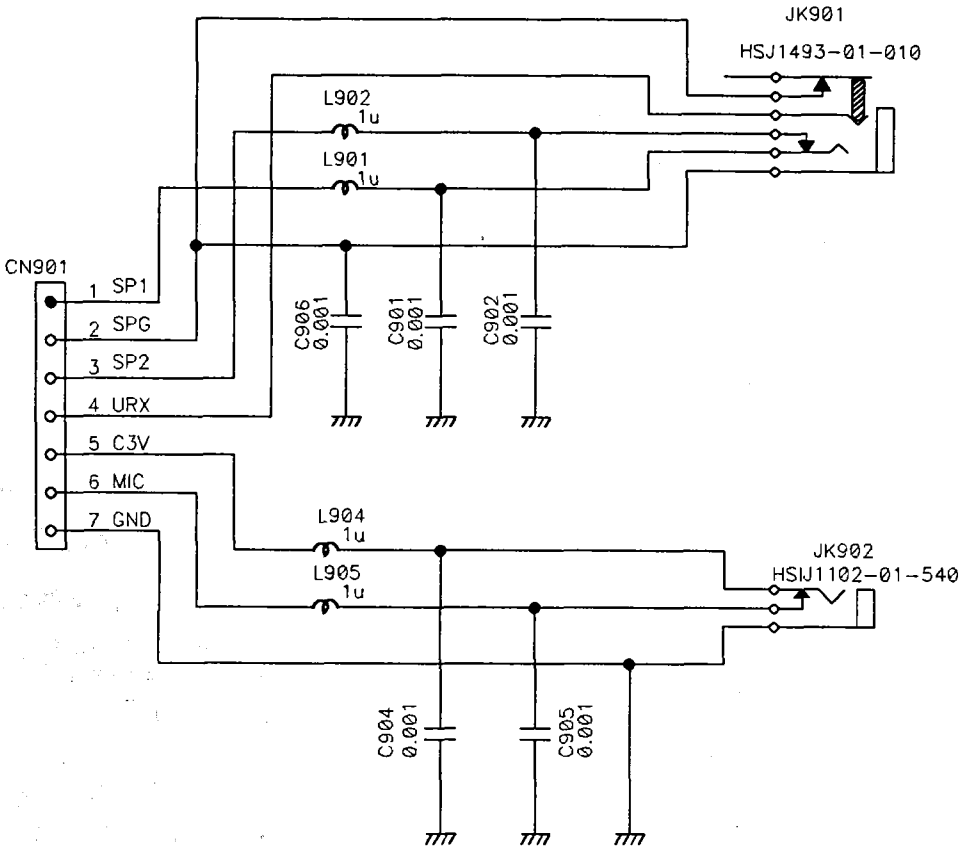 JK901
HSJ1493-01-010
L902
1u
L901
1u
CN901
1 SP1
2 SPG
3 SP2
4 URX
5 C3V
6 MIC
7 GND
C906
0.001
C901
0.001
C902
0.001
L904
1u
L905
1u
JK902
HSIJ1102-01-540
C904
0.001
C905
0.001